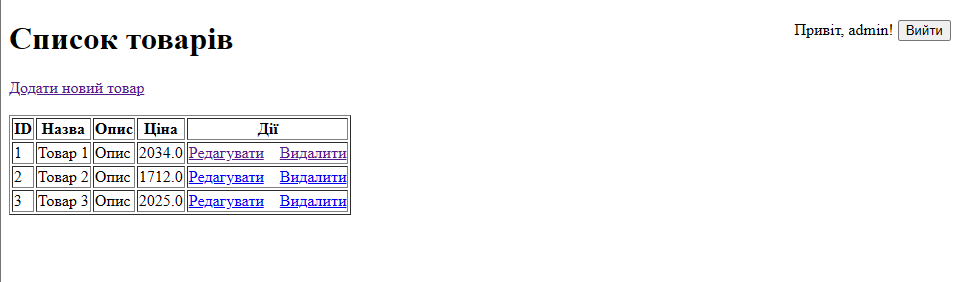 Список товарів
Привіт, admin! Вийти
Додати новий товар
ID Назва Опис Ціна Дії
1 Товар 1 Опис 2034.0 Редагувати Видалити
2 Товар 2 Опис 1712.0 Редагувати Видалити
3 Товар 3 Опис 2025.0 Редагувати Видалити